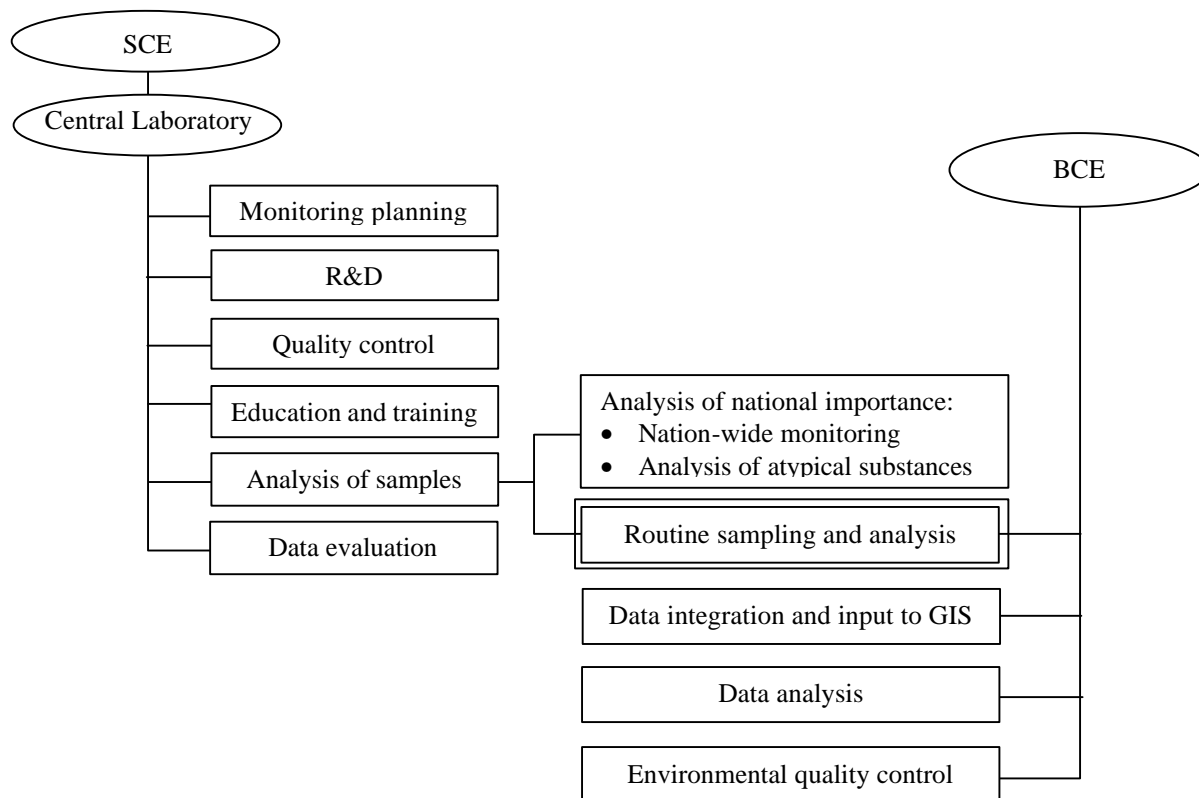 SCE
Central Laboratory
BCE
Monitoring planning
R&D
Quality control
Education and training
Analysis of samples
Data evaluation
Analysis of national importance:
• Nation-wide monitoring
• Analysis of atypical substances
Routine sampling and analysis
Data integration and input to GIS
Data analysis
Environmental quality control